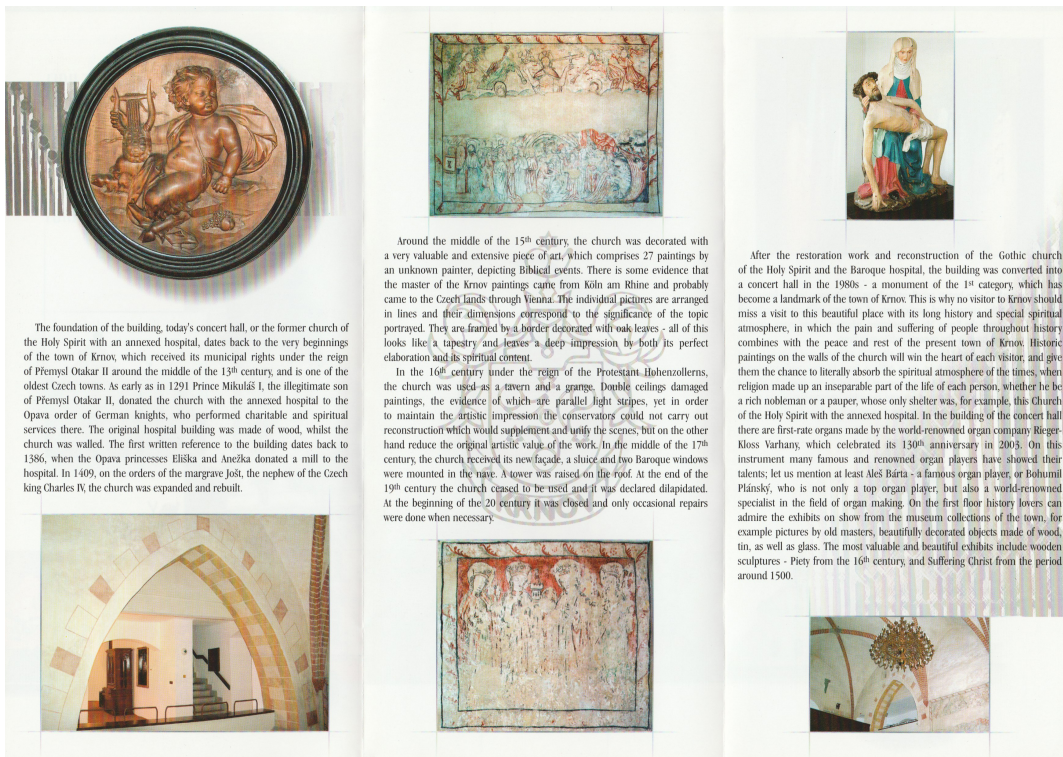 The foundation of the building, today's concert hall, or the former church of
the Holy Spirit with an annexed hospital, dates back to the very beginnings
of the town of Krnov, which received its municipal rights under the reign
of Přemysl Otakar II around the middle of the 13th century, and is one of the
oldest Czech towns. As early as in 1291 Prince Mikuláš I, the illegitimate son
of Přemysl Otakar II, donated the church with the annexed hospital to the
Opava order of German knights, who performed charitable and spiritual
services there. The original hospital building was made of wood, whilst the
church was walled. The first written reference to the building dates back to
1386, when the Opava princesses Eliška and Anežka donated a mill to the
hospital. In 1409, on the orders of the margrave Jošt, the nephew of the Czech
king Charles IV, the church was expanded and rebuilt.
Around the middle of the 15th century, the church was decorated with
a very valuable and extensive piece of art, which comprises 27 paintings by
an unknown painter, depicting Biblical events. There is some evidence that
the master of the Krnov paintings came from Köln am Rhine and probably
came to the Czech lands through Vienna. The individual pictures are arranged
in lines and their dimensions correspond to the significance of the topic
portrayed. They are framed by a border decorated with oak leaves - all of this
looks like a tapestry and leaves a deep impression by both its perfect
elaboration and its spiritual content.
In the 16th century, under the reign of the Protestant Hohenzollerns,
the church was used as a tavern and a grange. Double ceilings damaged
paintings, the evidence of which are parallel light stripes, yet in order
to maintain the artistic impression the conservators could not carry out
reconstruction which would supplement and unify the scenes, but on the other
hand reduce the original artistic value of the work. In the middle of the 17th
century, the church received its new façade, a sluice and two Baroque windows
were mounted in the nave. A tower was raised on the roof. At the end of the
19th century the church ceased to be used and it was declared dilapidated.
At the beginning of the 20 century it was closed and only occasional repairs
were done when necessary.
KRNOV
After the restoration work and reconstruction of the Gothic church
of the Holy Spirit and the Baroque hospital, the building was converted into
a concert hall in the 1980s - a monument of the 1st category, which has
become a landmark of the town of Krnov. This is why no visitor to Krnov should
miss a visit to this beautiful place with its long history and special spiritual
atmosphere, in which the pain and suffering of people throughout history
combines with the peace and rest of the present town of Krnov. Historic
paintings on the walls of the church will win the heart of each visitor, and give
them the chance to literally absorb the spiritual atmosphere of the times, when
religion made up an inseparable part of the life of each person, whether he be
a rich nobleman or a pauper, whose only shelter was, for example, this Church
of the Holy Spirit with the annexed hospital. In the building of the concert hall
there are first-rate organs made by the world-renowned organ company Rieger-
Kloss Varhany, which celebrated its 130th anniversary in 2003. On this
instrument many famous and renowned organ players have showed their
talents; let us mention at least Aleš Bárta - a famous organ player, or Bohumil
Plánský, who is not only a top organ player, but also a world-renowned
specialist in the field of organ making. On the first floor history lovers can
admire the exhibits on show from the museum collections of the town, for
example pictures by old masters, beautifully decorated objects made of wood,
tin, as well as glass. The most valuable and beautiful exhibits include wooden
sculptures - Piety from the 16th century, and Suffering Christ from the period
around 1500.